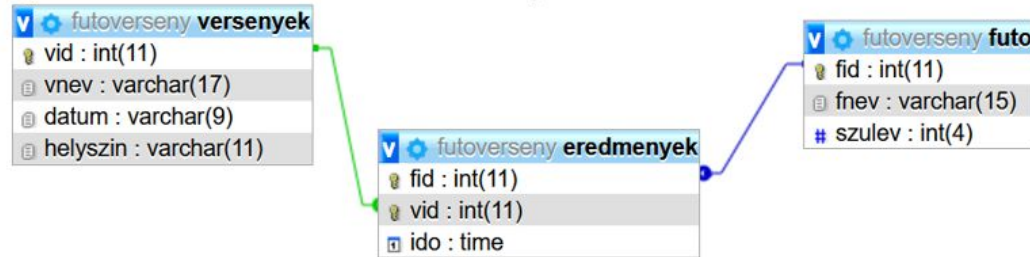 futoverseny versenyek
vid : int(11)
vnev : varchar(17)
datum : varchar(9)
helyszin : varchar(11)
futoverseny eredmenyek
fid : int(11)
vid : int(11)
ido : time
futoverseny futo
fid : int(11)
fnev : varchar(15)
# szulev : int(4)